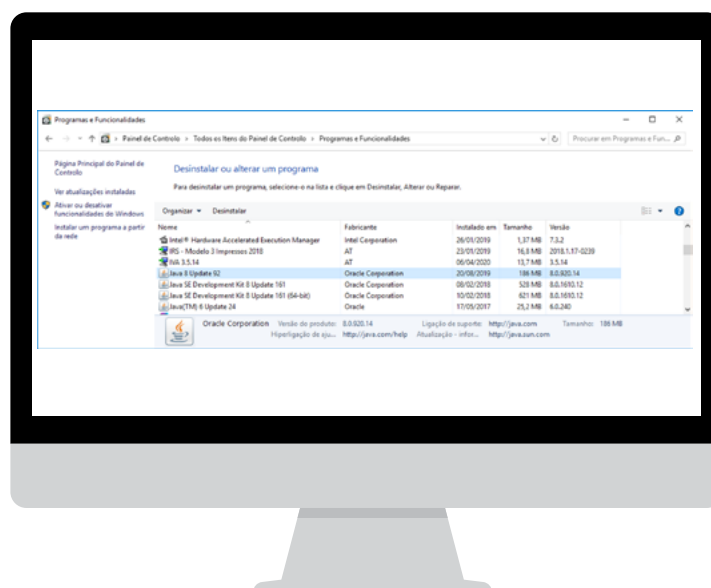 Programas e Funcionalidades
Painel de Controlo > Todos os Itens do Painel de Controlo > Programas e Funcionalidades
Procurar em Programas e Fun...
Página Principal do Painel de
Controlo
Ver atualizações instaladas
Ativar ou desativar
funcionalidades do Windows
Instalar um programa a partir
da rede
Desinstalar ou alterar um programa
Para desinstalar um programa, selecione-o na lista e clique em Desinstalar, Alterar ou Reparar.
Organizar Desinstalar
Nome Fabricante Instalado em Tamanho Versão
Intel® Hardware Accelerated Execution Manager Intel Corporation 26/01/2019 1,37 MB 7.3.2
IRS - Modelo 3 Impressos 2018 AT 23/01/2019 16,8 MB 2018.1.17-0239
IVA 3.5.14 AT 06/04/2020 13,7 MB 3.5.14
Java 8 Update 92 Oracle Corporation 20/08/2019 186 MB 8.0.920.14
Java SE Development Kit 8 Update 161 Oracle Corporation 08/02/2018 528 MB 8.0.1610.12
Java SE Development Kit 8 Update 161 (64-bit) Oracle Corporation 10/02/2018 621 MB 8.0.1610.12
Java(TM) 6 Update 24 Oracle 17/05/2017 25,2 MB 6.0.240
Oracle Corporation Versão do produto: 8.0.920.14 Ligação de suporte: http://java.com Tamanho: 186 MB
Hiperligação de aju... http://java.com/help Atualização - infor... http://java.sun.com